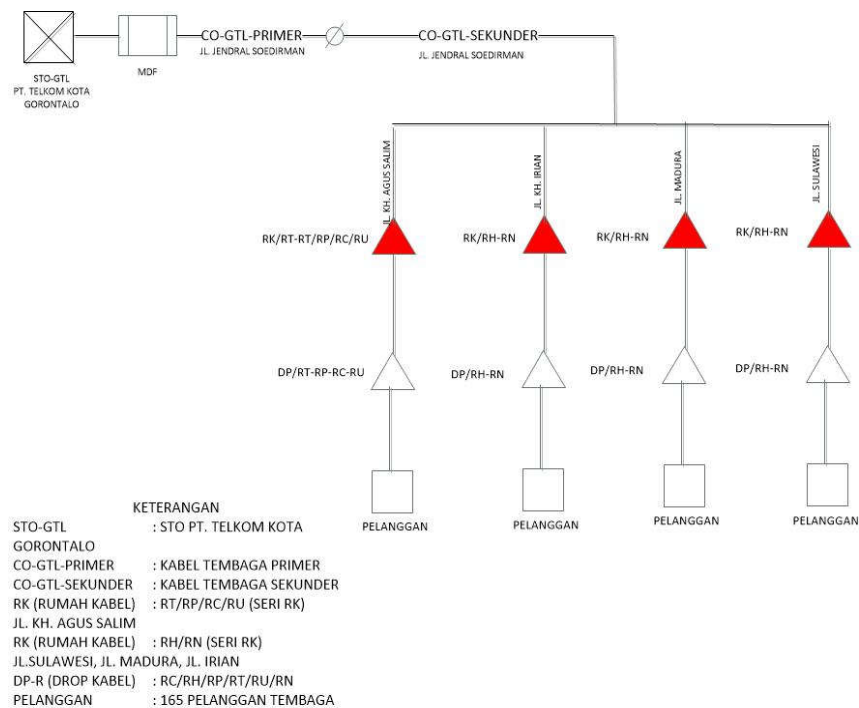 CO-GTL-PRIMER
JL. JENDRAL SOEDIRMAN
CO-GTL-SEKUNDER
JL. JENDRAL SOEDIRMAN
STO-GTL
PT. TELKOM KOTA
GORONTALO
MDF
JL. KH. AGUS SALIM
JL. KH. IRIAN
JL. MADURA
JL. SULAWESI
RK/RT-RT/RP/RC/RU
RK/RH-RN
RK/RH-RN
RK/RH-RN
DP/RT-RP-RC-RU
DP/RH-RN
DP/RH-RN
DP/RH-RN
PELANGGAN
PELANGGAN
PELANGGAN
PELANGGAN
KETERANGAN
STO-GTL : STO PT. TELKOM KOTA
GORONTALO
CO-GTL-PRIMER : KABEL TEMBAGA PRIMER
CO-GTL-SEKUNDER : KABEL TEMBAGA SEKUNDER
RK (RUMAH KABEL) : RT/RP/RC/RU (SERI RK)
JL. KH. AGUS SALIM
RK (RUMAH KABEL) : RH/RN (SERI RK)
JL.SULAWESI, JL. MADURA, JL. IRIAN
DP-R (DROP KABEL) : RC/RH/RP/RT/RU/RN
PELANGGAN : 165 PELANGGAN TEMBAGA